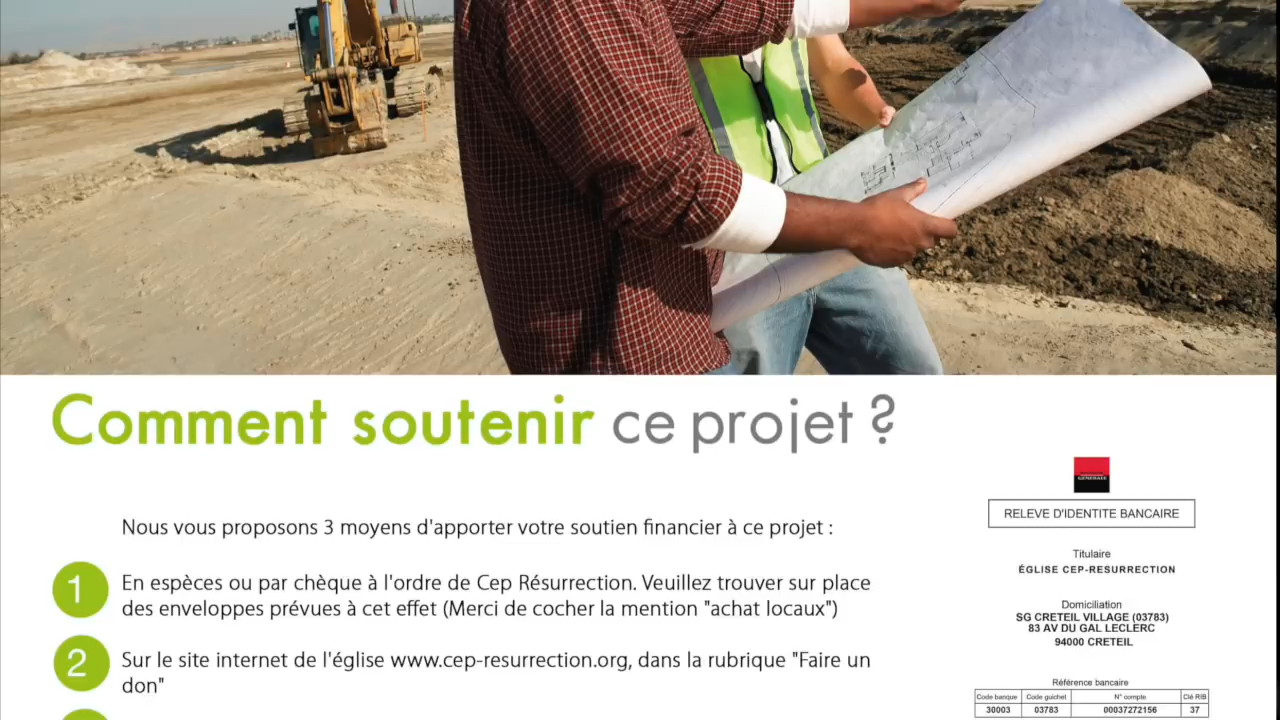 Comment soutenir ce projet ?
Nous vous proposons 3 moyens d'apporter votre soutien financier à ce projet :
1
En espèces ou par chèque à l'ordre de Cep Résurrection. Veuillez trouver sur place
des enveloppes prévues à cet effet (Merci de cocher la mention "achat locaux")
2
Sur le site internet de l'église www.cep-resurrection.org, dans la rubrique "Faire un
don"
GENERALE
RELEVE D'IDENTITE BANCAIRE
Titulaire
ÉGLISE CEP-RESURRECTION
Domiciliation
SG CRETEIL VILLAGE (03783)
83 AV DU GAL LECLERC
94000 CRETEIL
Référence bancaire
Code banque Code guichet N° compte Clé RIB
30003 03783 00037272156 37